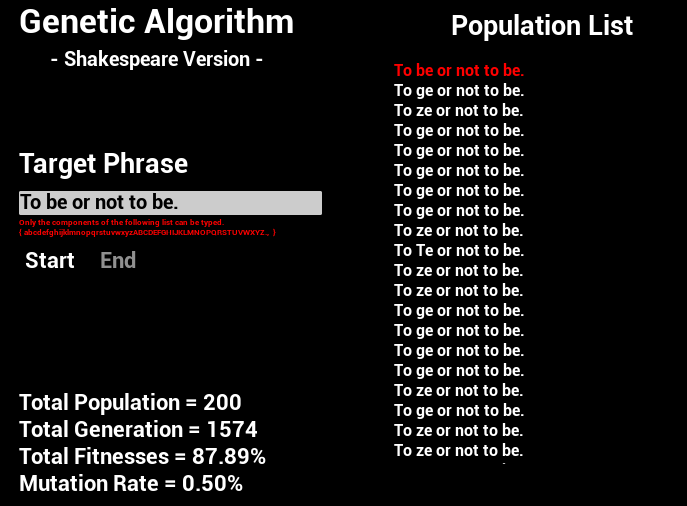 Genetic Algorithm
- Shakespeare Version -
Target Phrase
To be or not to be.
Only the components of the following list can be typed.
{ abcdefghijklmnopqrstuvwxyzABCDEFGHIJKLMNOPQRSTUVWXYZ., }
Start End
Total Population = 200
Total Generation = 1574
Total Fitnesses = 87.89%
Mutation Rate = 0.50%
Population List
To be or not to be.
To ge or not to be.
To ze or not to be.
To ge or not to be.
To ge or not to be.
To ge or not to be.
To ge or not to be.
To ge or not to be.
To ze or not to be.
To Te or not to be.
To ze or not to be.
To ze or not to be.
To ge or not to be.
To ge or not to be.
To ge or not to be.
To ge or not to be.
To ze or not to be.
To ge or not to be.
To ze or not to be.
To ze or not to be.